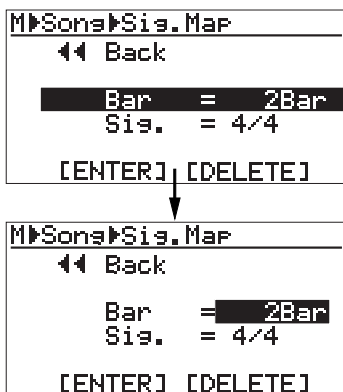 M▶Song▶Sig.Map
◀◀ Back
Bar = 2Bar
Sig. = 4/4
[ENTER] [DELETE]
M▶Song▶Sig.Map
◀◀ Back
Bar = 2Bar
Sig. = 4/4
[ENTER] [DELETE]